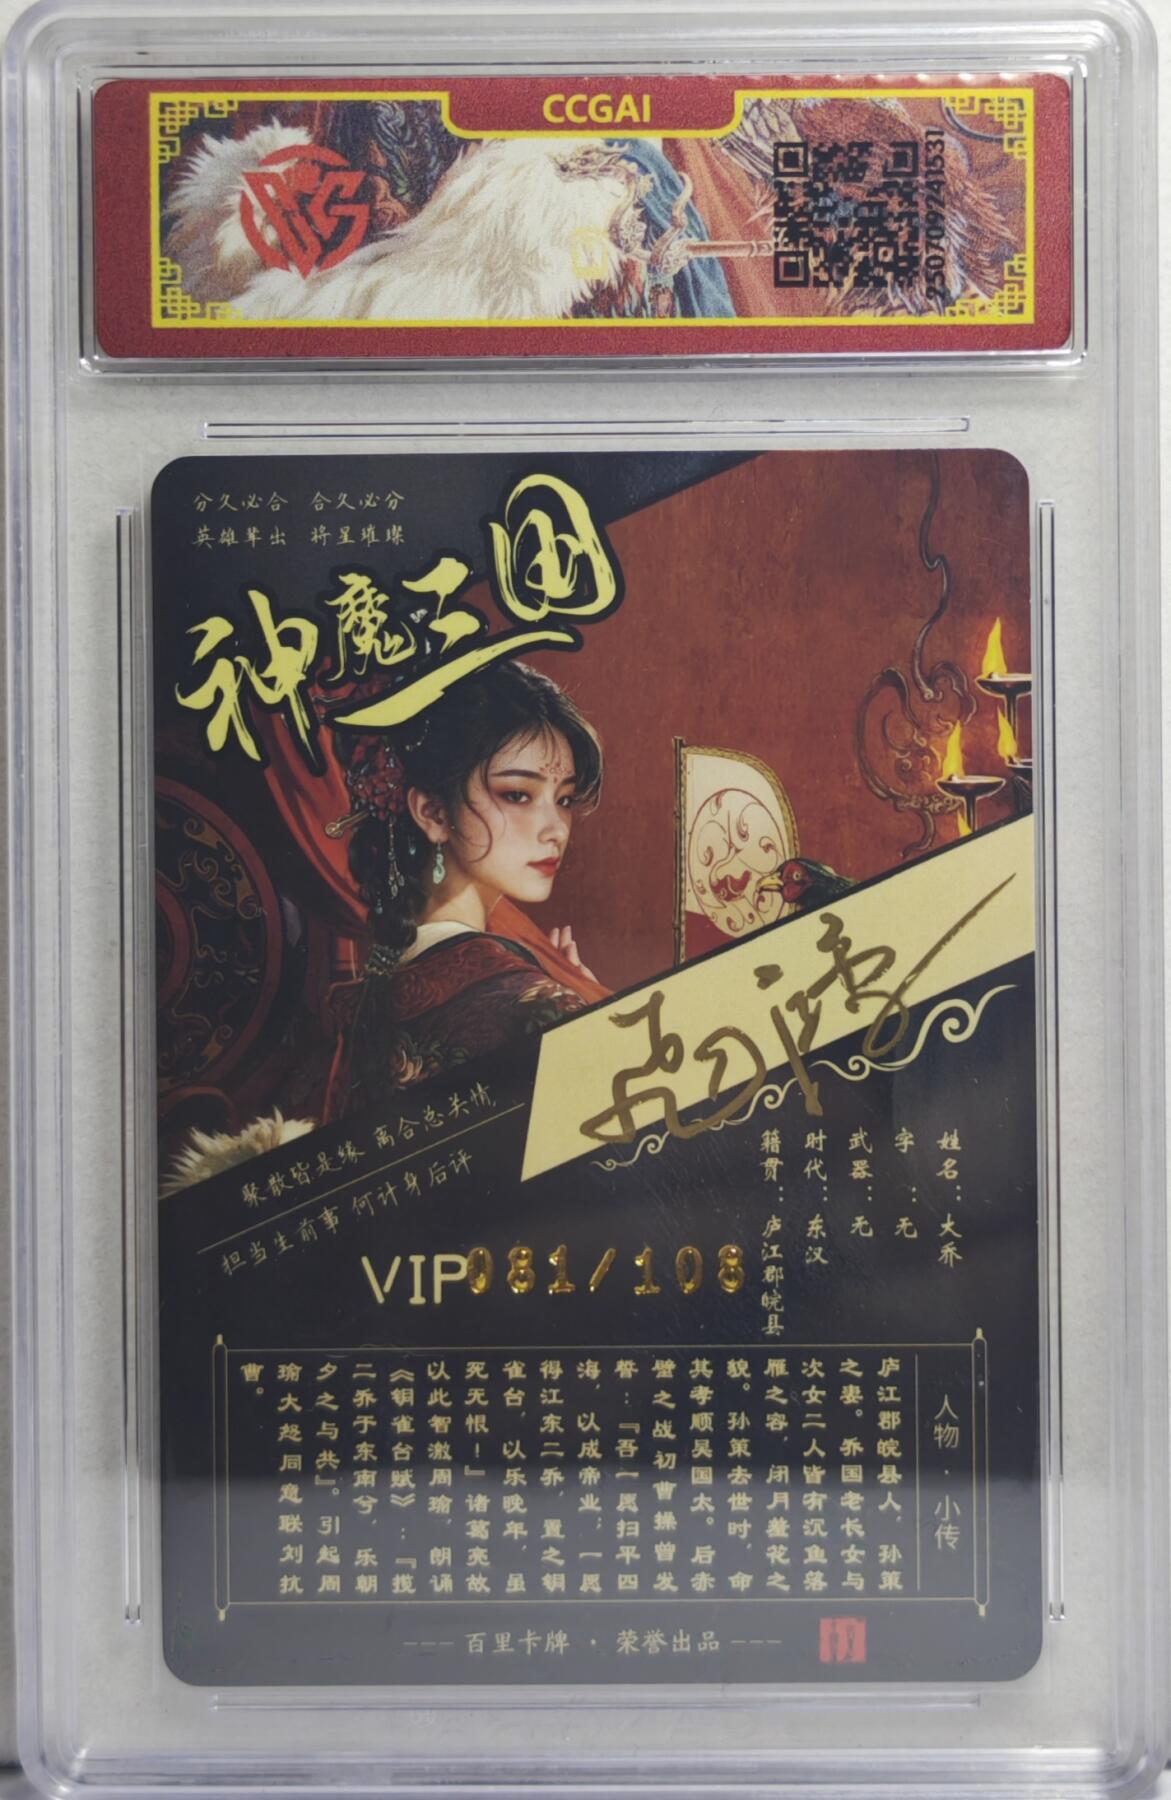 CCGAI
250709241531
分久必合 合久必分
英雄辈出 将星璀璨
神魔三国
聚散皆是缘 离合总关情
担当生前事 何计身后评
姓名：大乔
字：无
武器：无
时代：东汉
籍贯：庐江郡皖县
VIP081/108
人物·小传
庐江郡皖县人，孙策
之妻。乔国老长女与
次女二人皆有沉鱼落
雁之容，闭月羞花之
貌。孙策去世时，命
其孝顺吴国太。后赤
壁之战初曹操曾发
誓：『吾一愿扫平四
海，以成帝业；一愿
得江东二乔，置之铜
雀台，以乐晚年，虽
死无恨！』诸葛亮故
以此智激周瑜，朗诵
《铜雀台赋》：『揽
二乔于东南兮，乐朝
夕之与共』。引起周
瑜大怒同意联刘抗
曹。
--- 百里卡牌 · 荣誉出品 ---